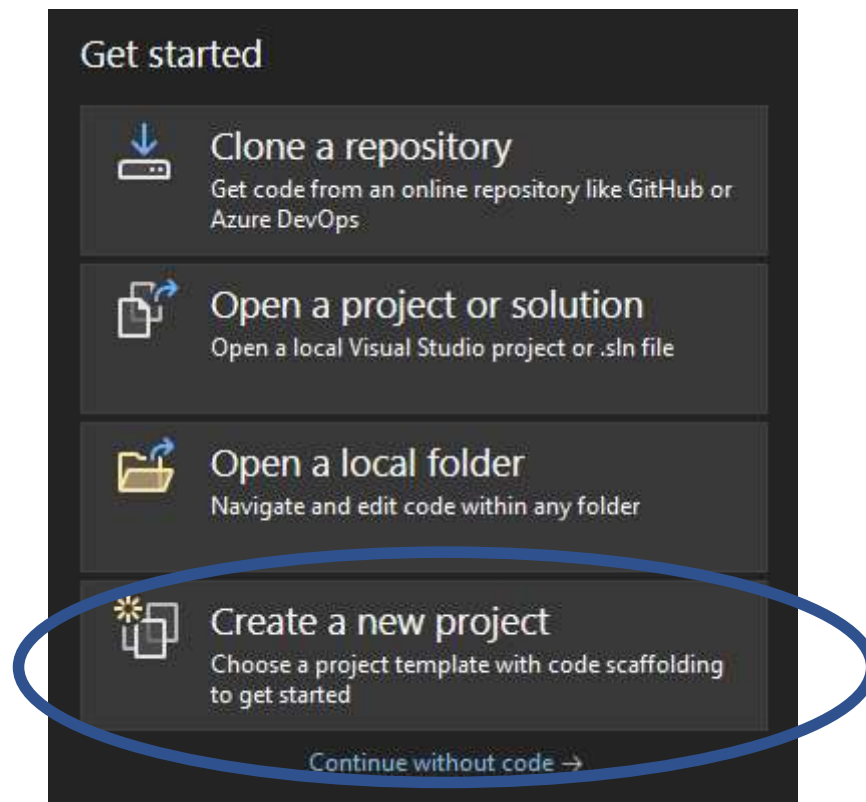 Get started
Clone a repository
Get code from an online repository like GitHub or
Azure DevOps
Open a project or solution
Open a local Visual Studio project or .sln file
Open a local folder
Navigate and edit code within any folder
Create a new project
Choose a project template with code scaffolding
to get started
Continue without code →